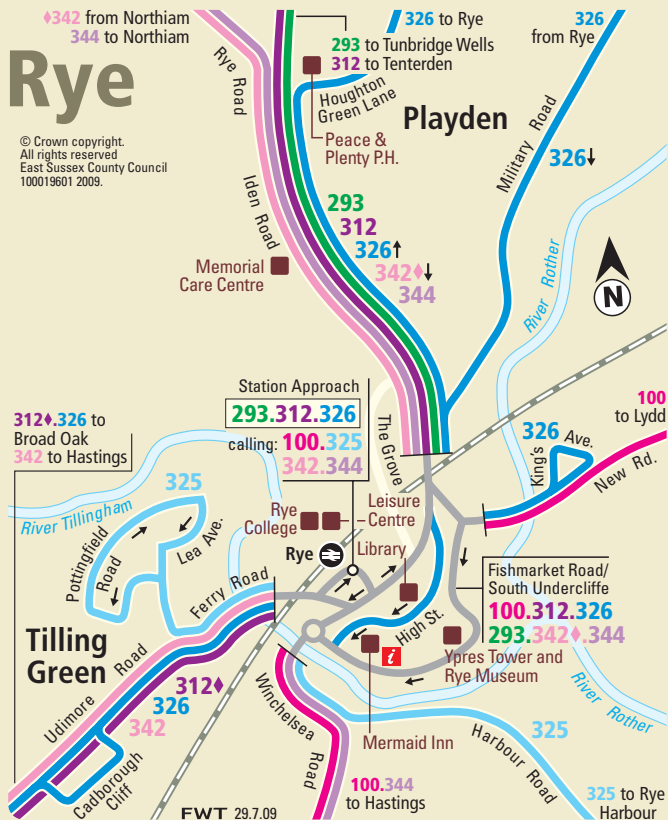 ♦342 from Northiam
344 to Northiam
293 to Tunbridge Wells
312 to Tenterden
326 to Rye
326
from Rye
Rye
© Crown copyright.
All rights reserved
East Sussex County Council
100019601 2009.
Rye Road
Houghton
Green Lane
Playden
Peace &
Plenty P.H.
Military Road
326↓
Iden Road
293
312
326↑
342♦↓
344
Memorial
Care Centre
River Rother
N
Station Approach
293.312.326
calling: 100.325
342.344
The Grove
312♦.326 to
Broad Oak
342 to Hastings
100
to Lydd
326
King's Ave.
New Rd.
325
River Tillingham
Pottingfield
Road
Lea Ave.
Rye
College
Leisure
Centre
Rye
Library
Ferry Road
Fishmarket Road/
South Undercliffe
100.312.326
293.342♦.344
High St.
i
Ypres Tower and
Rye Museum
Tilling
Green
Udimore Road
312♦
326
342
Cadborough
Cliff
Winchelsea
Road
Mermaid Inn
Harbour Road
325
River Rother
100.344
to Hastings
325 to Rye
Harbour
FWT 29.7.09